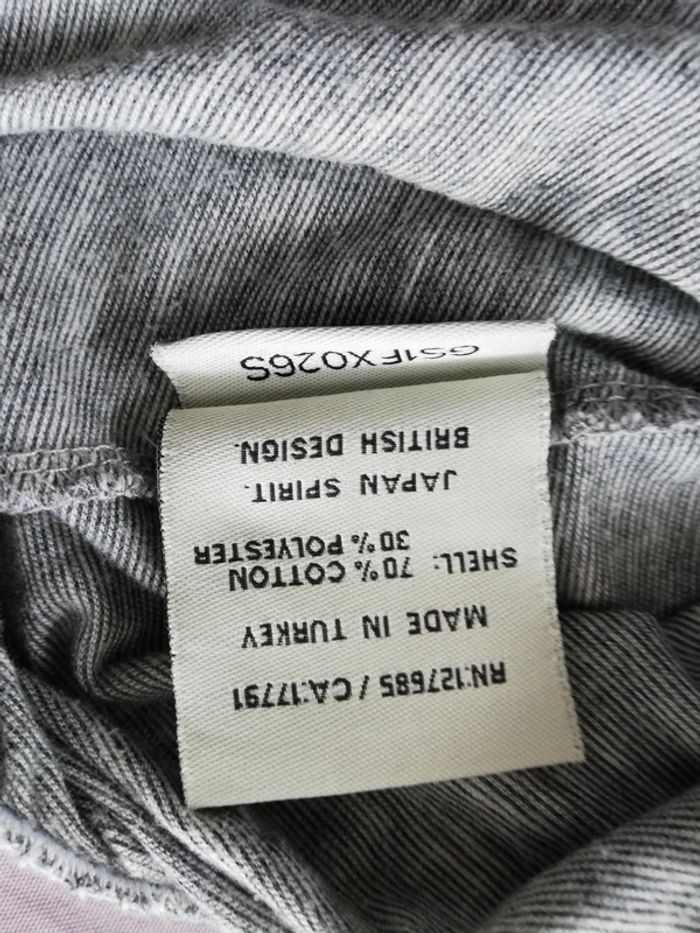 GS1FX026S
BRITISH DESIGN.
JAPAN SPIRIT.
SHELL: 70% COTTON
30% POLYESTER
MADE IN TURKEY
RN:127685 / CA:17791